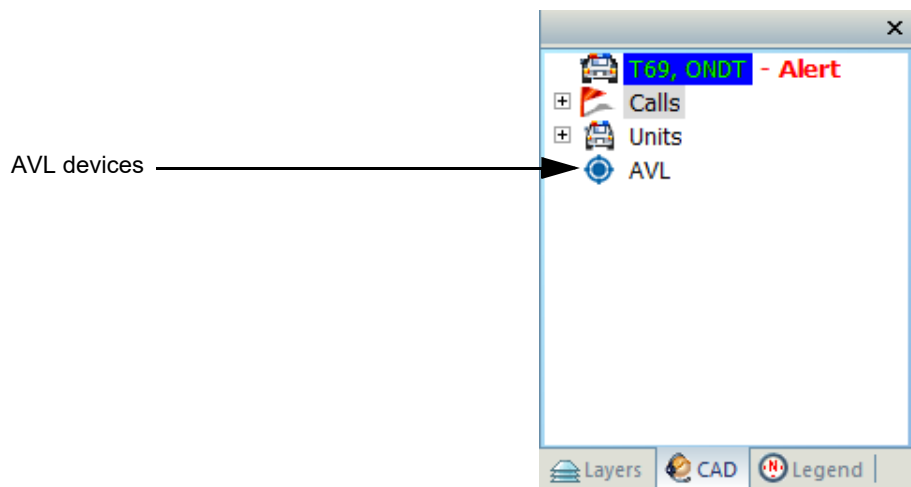 T69, ONDT - Alert
Calls
Units
AVL devices
AVL
Layers CAD N Legend